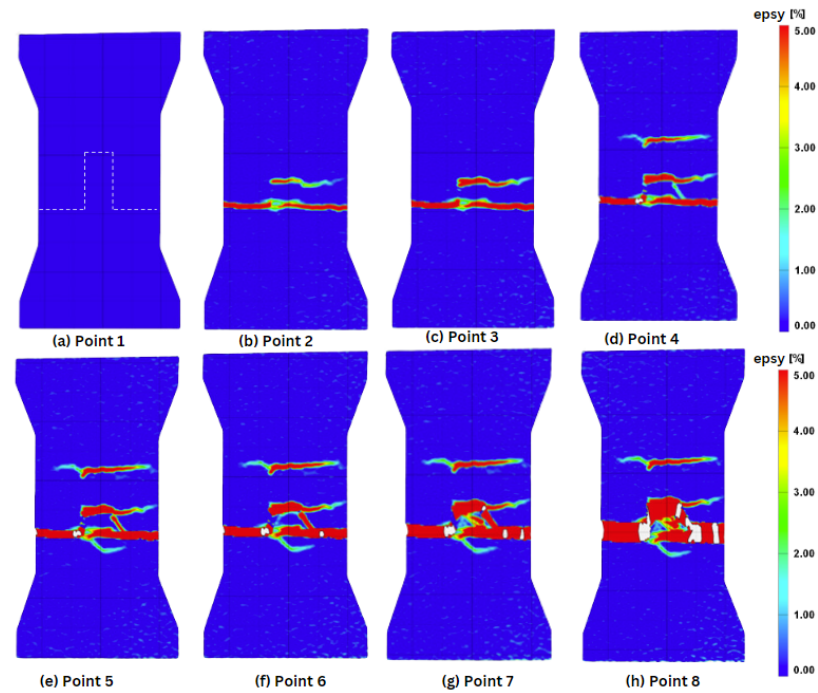 epsy [%]
5.00
4.00
3.00
2.00
1.00
0.00
(a) Point 1
(b) Point 2
(c) Point 3
(d) Point 4
epsy [%]
5.00
4.00
3.00
2.00
1.00
0.00
(e) Point 5
(f) Point 6
(g) Point 7
(h) Point 8